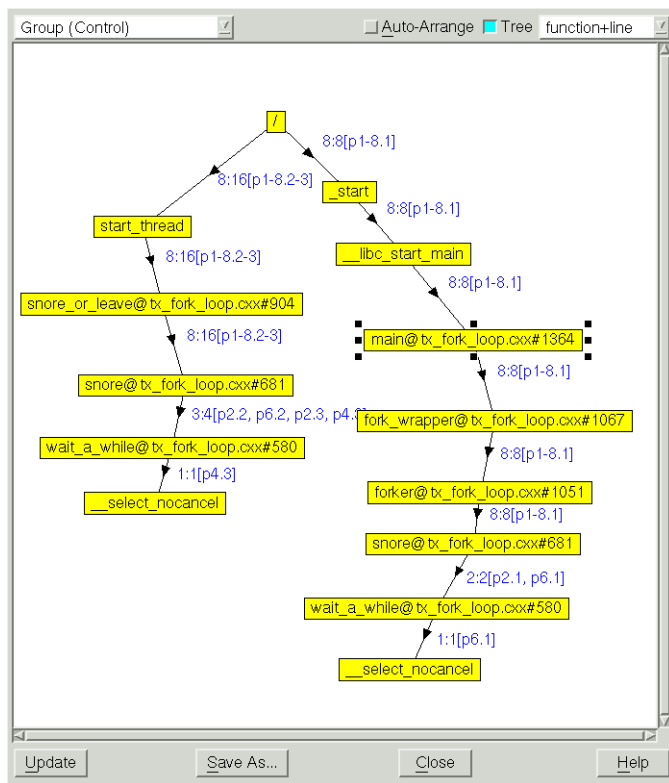 Group (Control)
Auto-Arrange
Tree
function+line
/
8:8[p1-8.1]
8:16[p1-8.2-3]
_start
8:8[p1-8.1]
start_thread
__libc_start_main
8:16[p1-8.2-3]
8:8[p1-8.1]
snore_or_leave@tx_fork_loop.cxx#904
main@tx_fork_loop.cxx#1364
8:16[p1-8.2-3]
8:8[p1-8.1]
snore@tx_fork_loop.cxx#681
3:4[p2.2, p6.2, p2.3, p4.3]
fork_wrapper@tx_fork_loop.cxx#1067
wait_a_while@tx_fork_loop.cxx#580
8:8[p1-8.1]
1:1[p4.3]
forker@tx_fork_loop.cxx#1051
__select_nocancel
8:8[p1-8.1]
snore@tx_fork_loop.cxx#681
2:2[p2.1, p6.1]
wait_a_while@tx_fork_loop.cxx#580
1:1[p6.1]
__select_nocancel
Update
Save As...
Close
Help